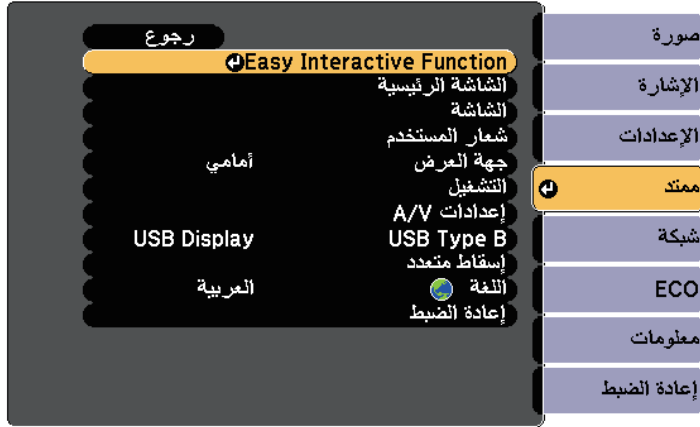 صورة
الإشارة
الإعدادات
ممتد
شبكة
ECO
معلومات
إعادة الضبط
رجوع
Easy Interactive Function
الشاشة الرئيسية
الشاشة
شعار المستخدم
جهة العرض أمامي
التشغيل
إعدادات A/V
USB Type B USB Display
إسقاط متعدد
اللغة العربية
إعادة الضبط